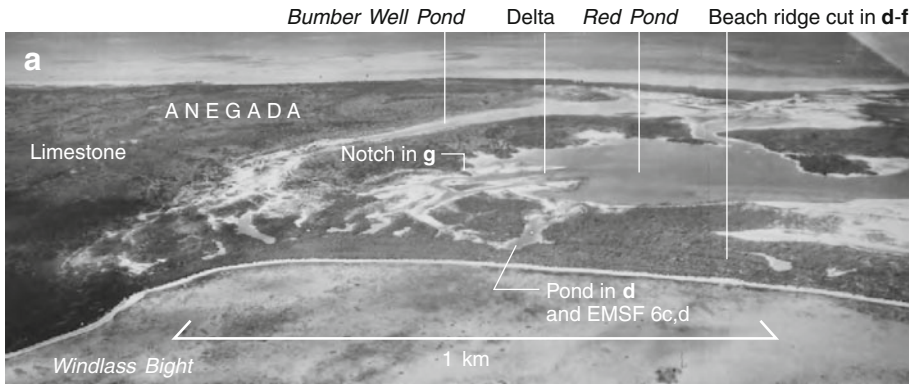 Bumber Well Pond Delta Red Pond Beach ridge cut in d-f
a
ANEGADA
Limestone
Notch in g
Pond in d
and EMSF 6c,d
1 km
Windlass Bight